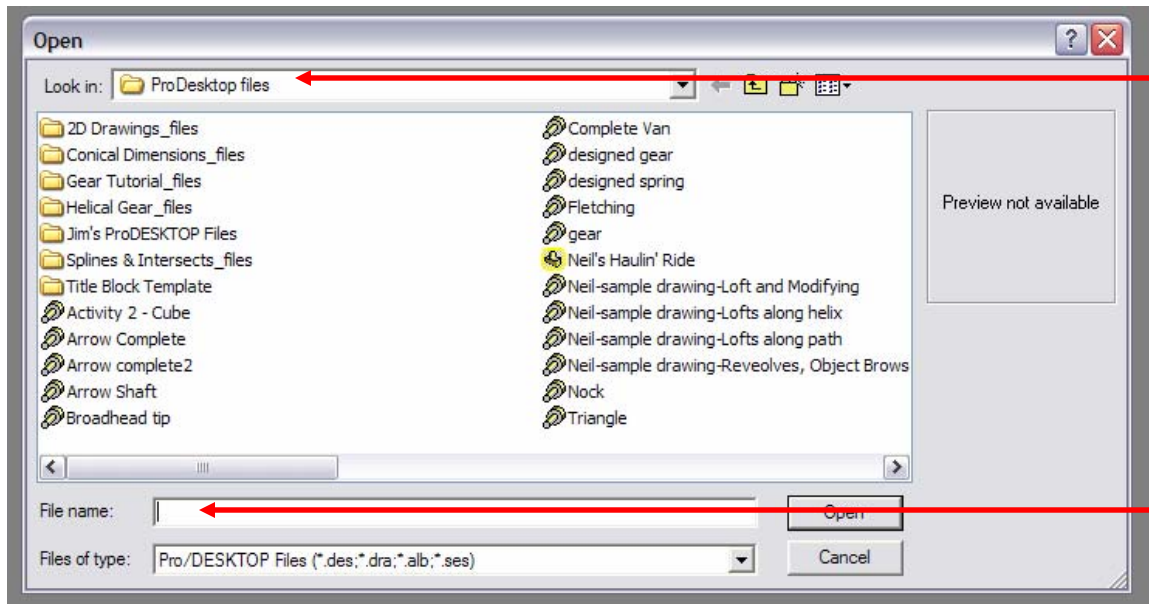 Open
Look in: ProDesktop files
2D Drawings_files
Conical Dimensions_files
Gear Tutorial_files
Helical Gear_files
Jim's ProDESKTOP Files
Splines & Intersects_files
Title Block Template
Activity 2 - Cube
Arrow Complete
Arrow complete2
Arrow Shaft
Broadhead tip
Complete Van
designed gear
designed spring
Fletching
gear
Neil's Haulin' Ride
Neil-sample drawing-Loft and Modifying
Neil-sample drawing-Lofts along helix
Neil-sample drawing-Lofts along path
Neil-sample drawing-Reveolves, Object Brows
Nock
Triangle
Preview not available
File name:
Open
Files of type: Pro/DESKTOP Files (*.des;*.dra;*.alb;*.ses)
Cancel